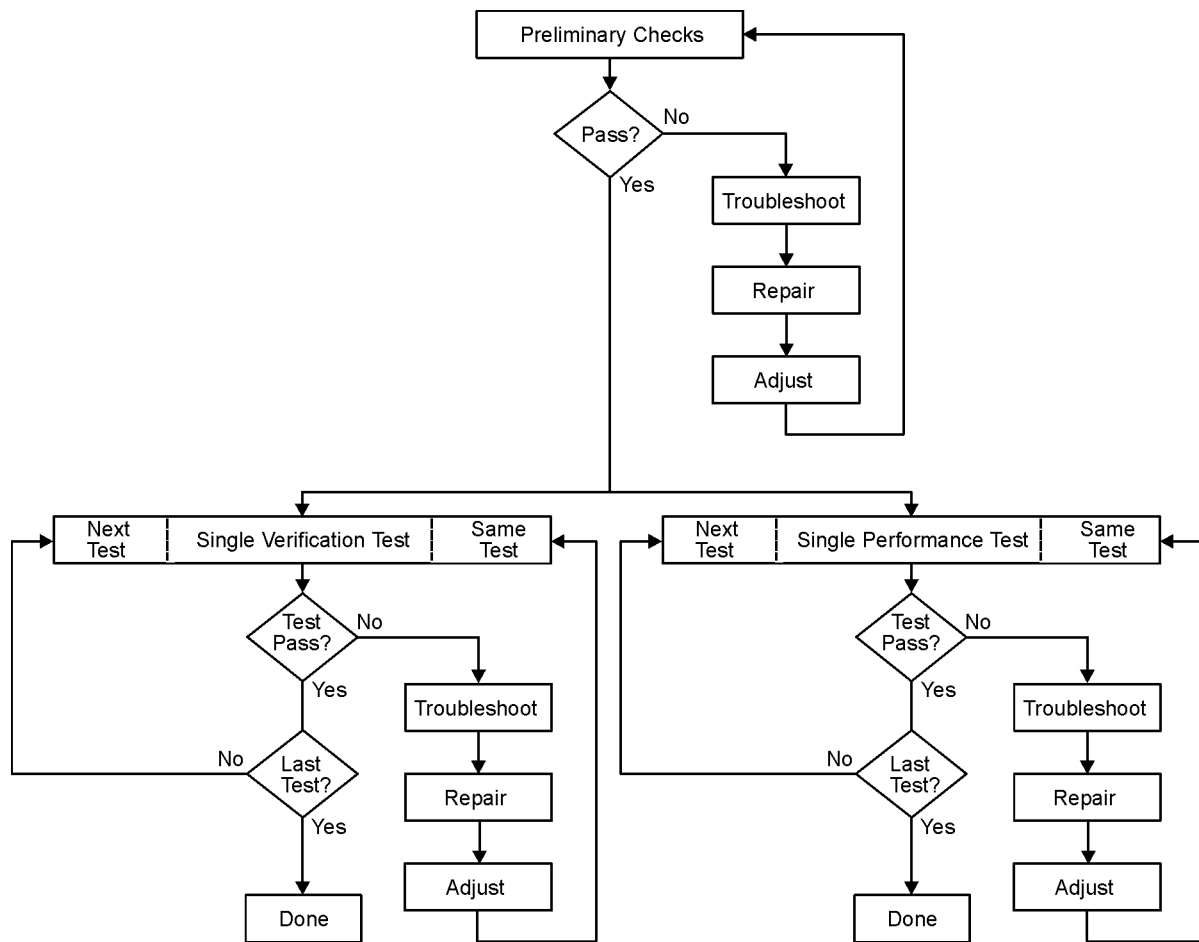 Preliminary Checks
Pass?
No
Yes
Troubleshoot
Repair
Adjust
Next
Test
Single Verification Test
Same
Test
Test
Pass?
No
Yes
Troubleshoot
Last
Test?
No
Yes
Repair
Adjust
Done
Next
Test
Single Performance Test
Same
Test
Test
Pass?
No
Yes
Troubleshoot
Last
Test?
No
Yes
Repair
Adjust
Done